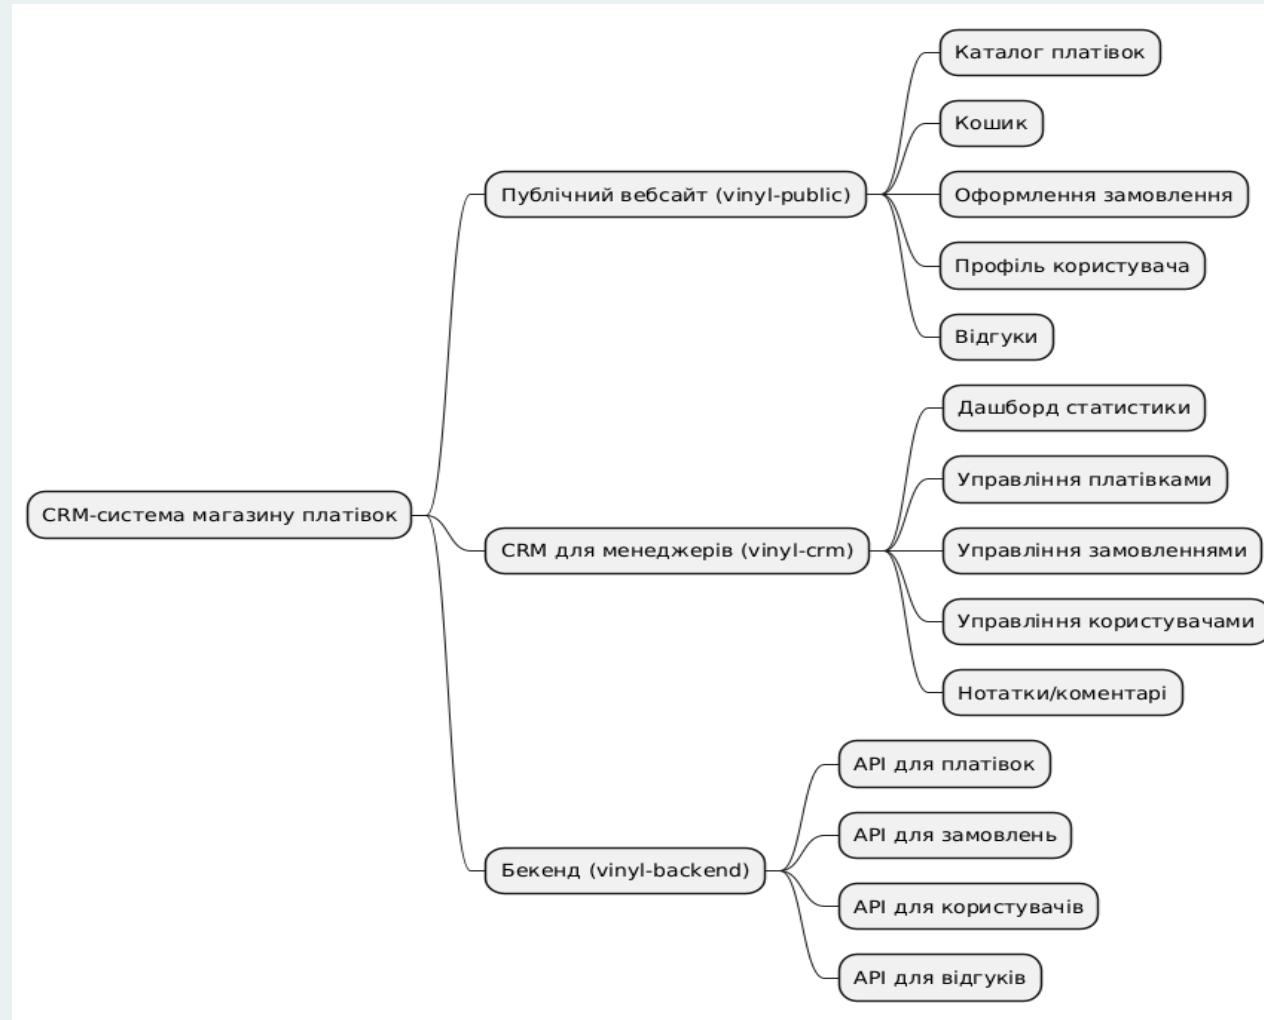 CRM-система магазину платівок
Публічний вебсайт (vinyl-public)
Каталог платівок
Кошик
Оформлення замовлення
Профіль користувача
Відгуки
CRM для менеджерів (vinyl-crm)
Дашборд статистики
Управління платівками
Управління замовленнями
Управління користувачами
Нотатки/коментарі
Бекенд (vinyl-backend)
API для платівок
API для замовлень
API для користувачів
API для відгуків